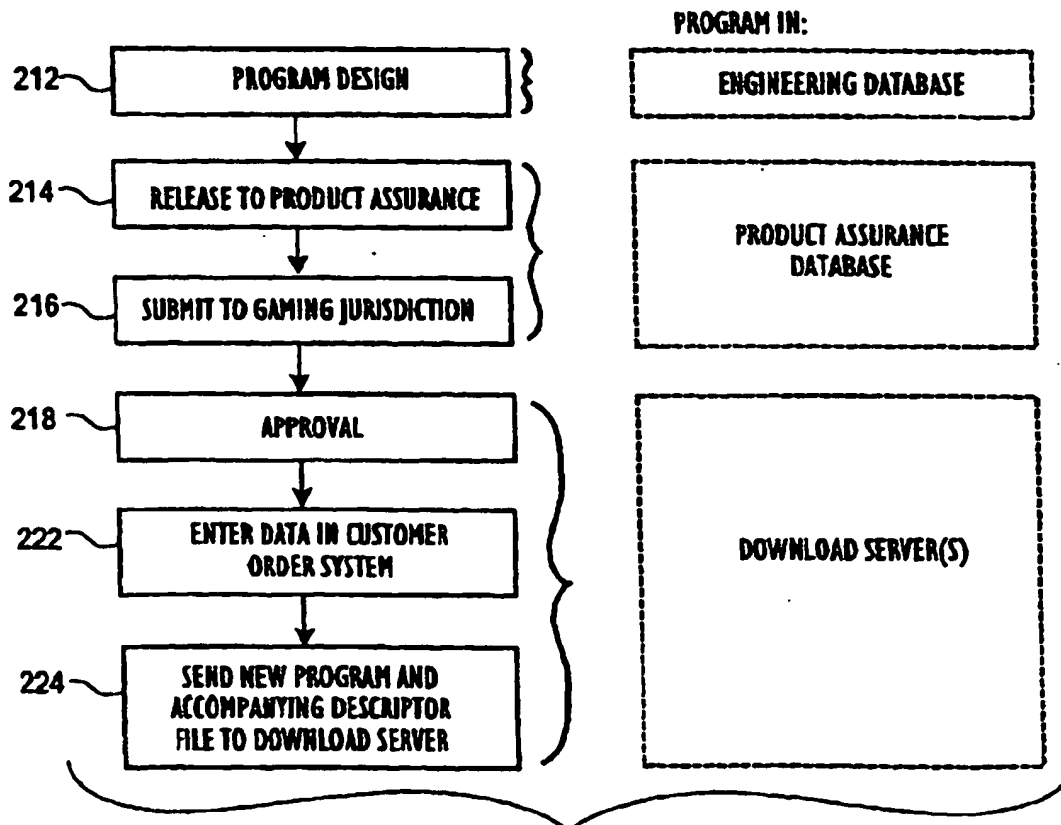 PROGRAM IN:
212
PROGRAM DESIGN
ENGINEERING DATABASE
214
RELEASE TO PRODUCT ASSURANCE
PRODUCT ASSURANCE
DATABASE
216
SUBMIT TO GAMING JURISDICTION
218
APPROVAL
222
ENTER DATA IN CUSTOMER
ORDER SYSTEM
DOWNLOAD SERVER(S)
224
SEND NEW PROGRAM AND
ACCOMPANYING DESCRIPTOR
FILE TO DOWNLOAD SERVER